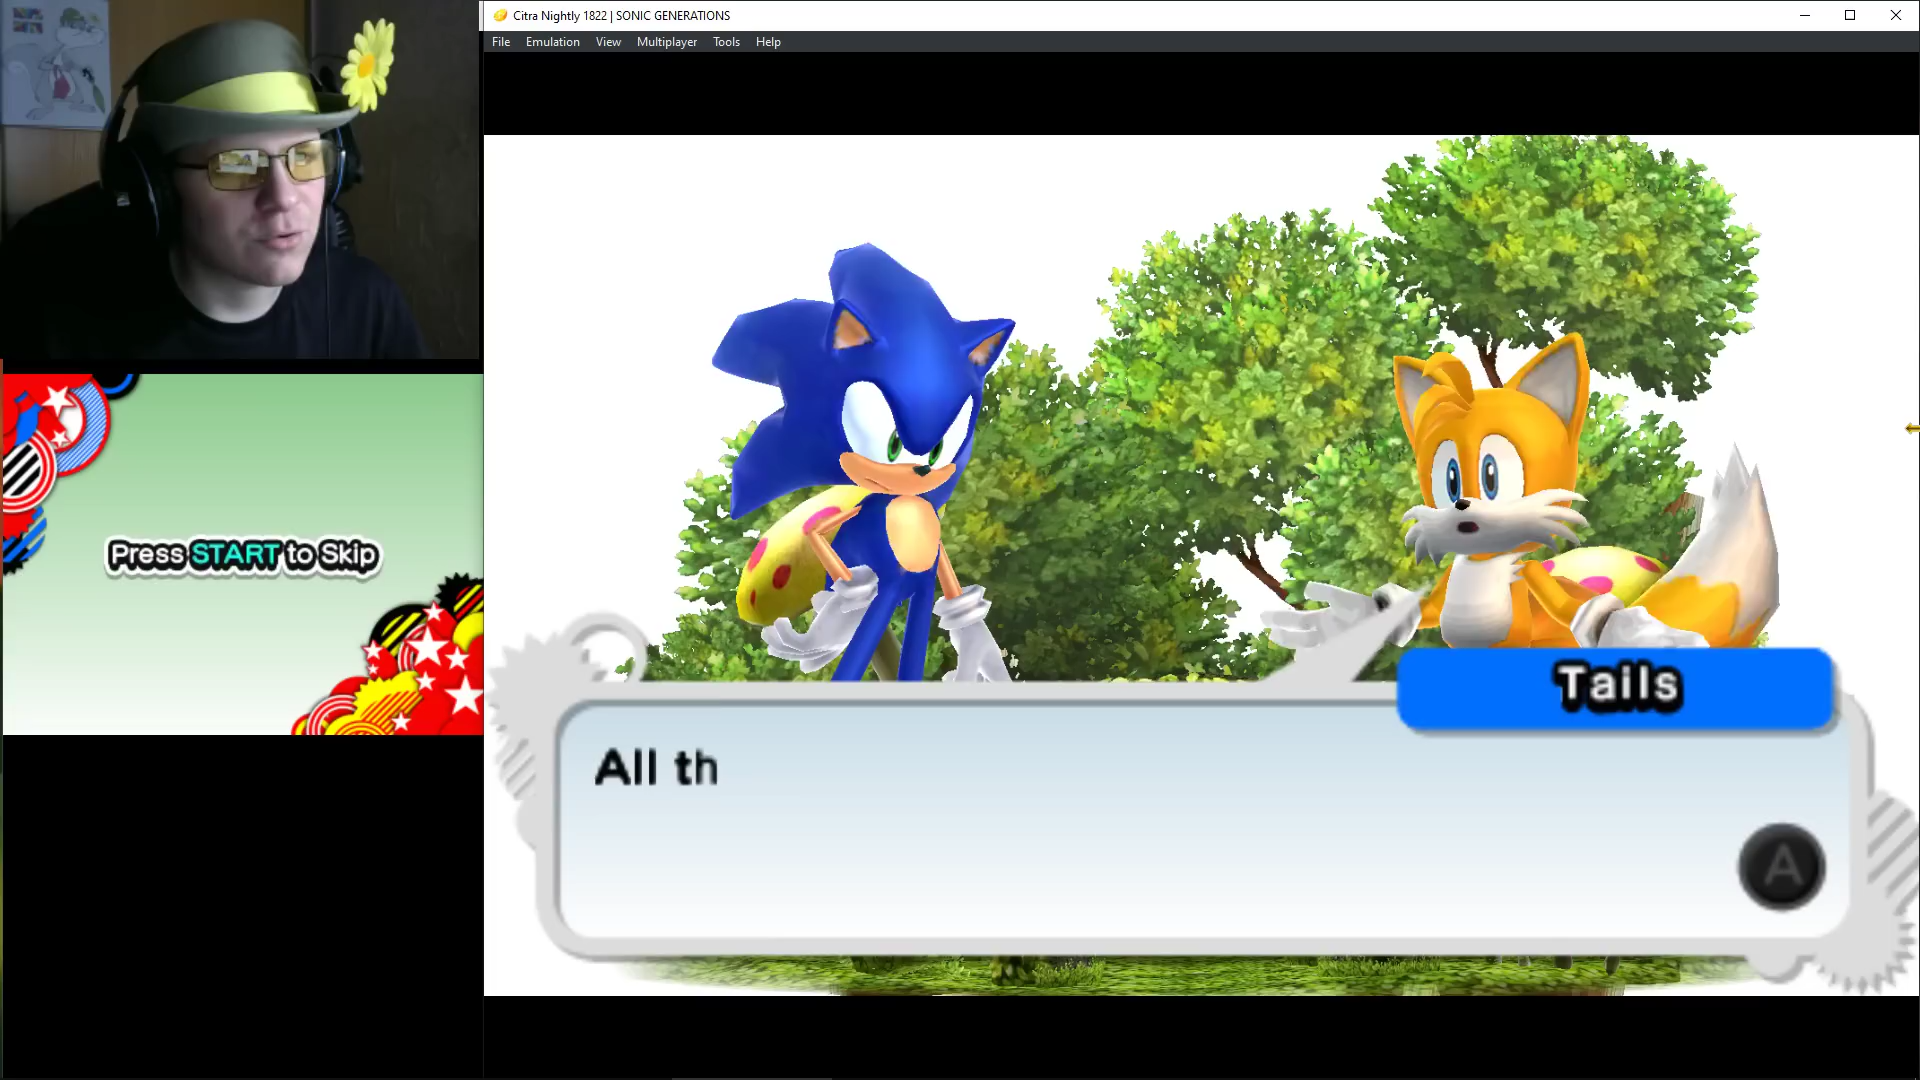 Citra Nightly 1822 | SONIC GENERATIONS
File Emulation View Multiplayer Tools Help
Press START to Skip
Tails
All th
A